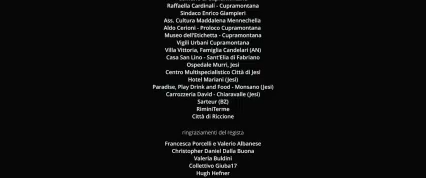 Raffaella Cardinali - Cupramontana
Sindaco Enrico Giampieri
Ass. Cultura Maddalena Mennechella
Aldo Cerioni - Proloco Cupramontana
Museo dell'Etichetta - Cupramontana
Vigili Urbani Cupramontana
Villa Vittoria, Famiglia Candelari (AN)
Casa San Lino - Sant'Elia di Fabriano
Ospedale Murri, Jesi
Centro Multispecialistico Città di Jesi
Hotel Mariani (Jesi)
Paradise, Play Drink and Food - Monsano (Jesi)
Carrozzeria David - Chiaravalle (Jesi)
Sarteur (BZ)
RiminiTerme
Città di Riccione
ringraziamenti del regista
Francesca Porcelli e Valerio Albanese
Christopher Daniel Dalla Buona
Valeria Buldini
Collettivo Giuba17
Hugh Hefner